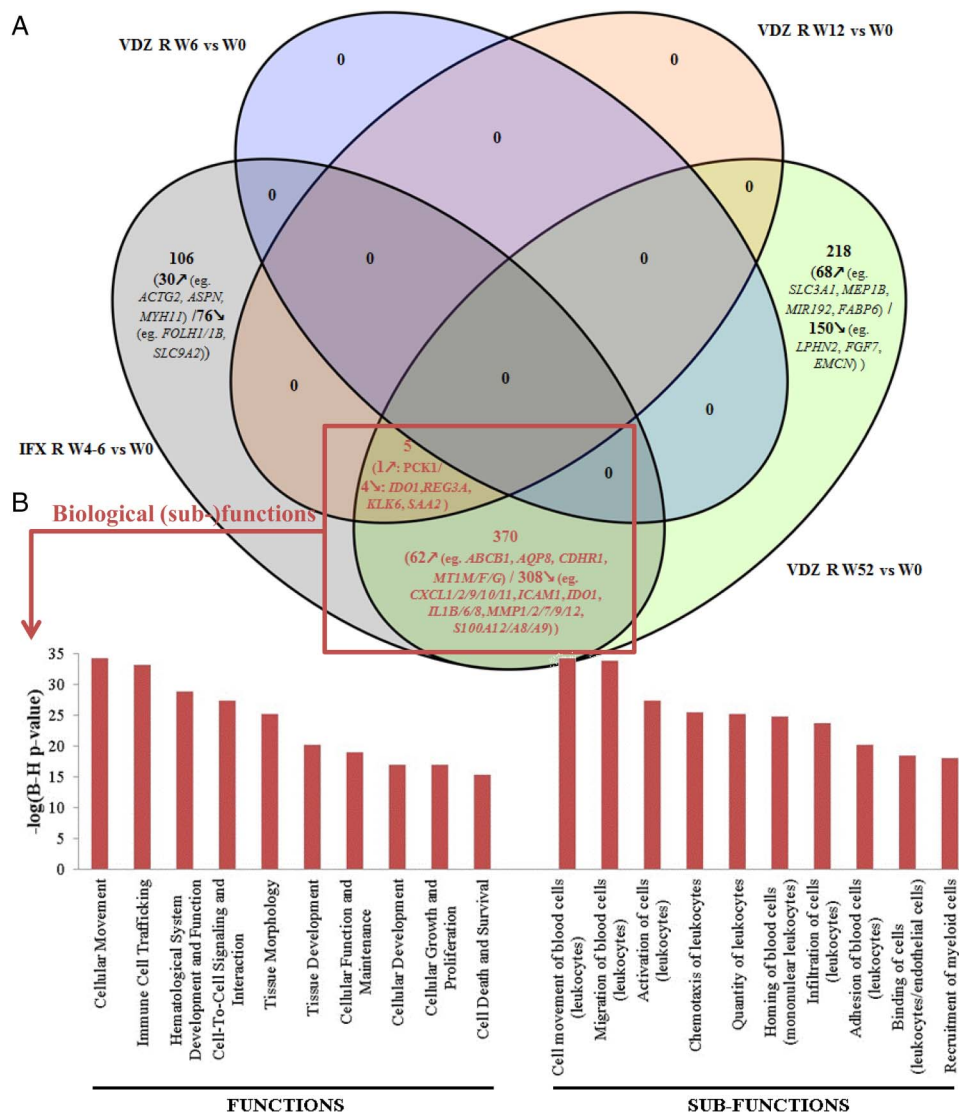 A
VDZ R W6 vs W0
VDZ R W12 vs W0
0
0
0
0
0
106
(30↗ (eg.
ACTG2, ASPN,
MYH11) /76↘
(eg. FOLH1/1B,
SLC9A2))
0
0
218
(68↗ (eg.
SLC3A1, MEP1B,
MIR192, FABP6) /
150↘ (eg.
LPHN2, FGF7,
EMCN) )
0
0
0
IFX R W4-6 vs W0
5
(1↗: PCK1/
4↘: IDO1,REG3A,
KLK6, SAA2 )
0
370
(62↗ (eg. ABCB1, AQP8, CDHR1,
MT1M/F/G) / 308↘ (eg.
CXCL1/2/9/10/11,ICAM1,IDO1,
IL1B/6/8,MMP1/2/7/9/12,
S100A12/A8/A9))
VDZ R W52 vs W0
B
Biological (sub-)functions
-log(B-H p-value)
35
30
25
20
15
10
5
0
Cellular Movement
Immune Cell Trafficking
Hematological System
Development and Function
Cell-To-Cell Signaling and
Interaction
Tissue Morphology
Tissue Development
Cellular Function and
Maintenance
Cellular Development
Cellular Growth and
Proliferation
Cell Death and Survival
Cell movement of blood cells
(leukocytes)
Migration of blood cells
(leukocytes)
Activation of cells
(leukocytes)
Chemotaxis of leukocytes
Quantity of leukocytes
Homing of blood cells
(mononuclear leukocytes)
Infiltration of cells
(leukocytes)
Adhesion of blood cells
(leukocytes)
Binding of cells
(leukocytes/endothelial cells)
Recruitment of myeloid cells
FUNCTIONS
SUB-FUNCTIONS